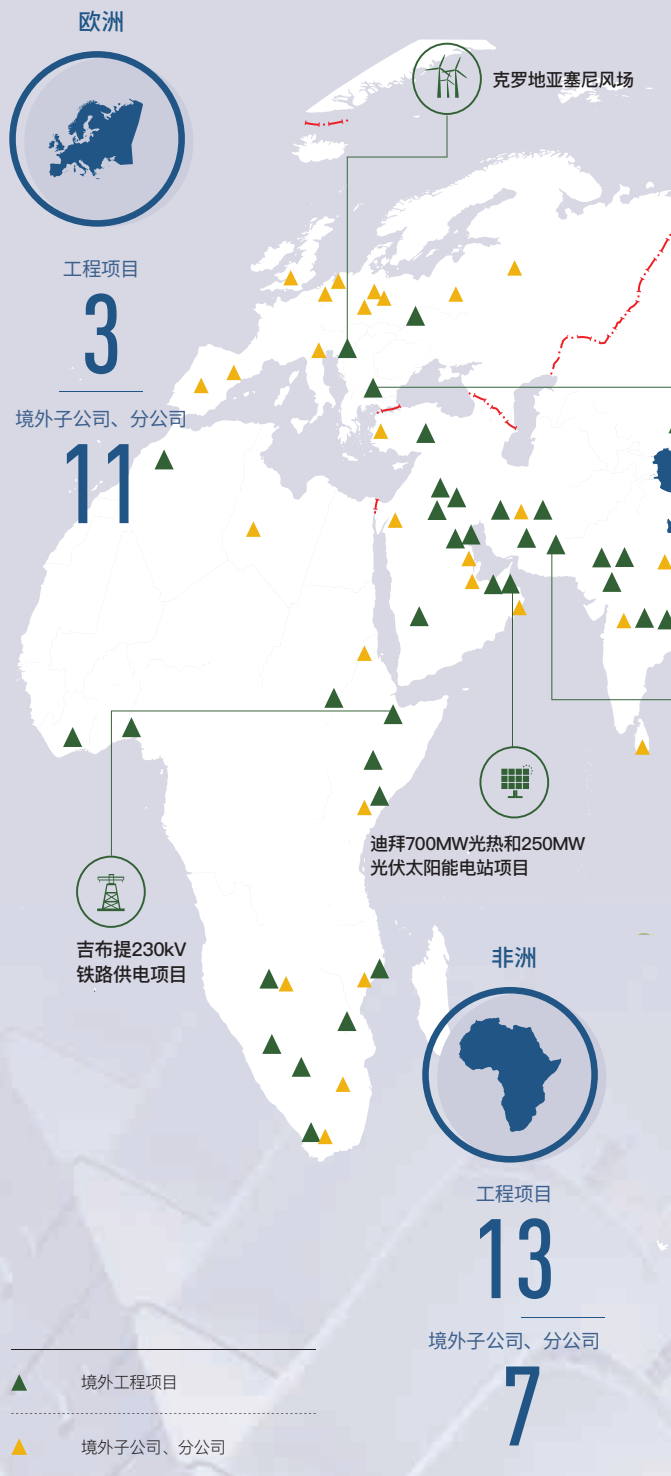 欧洲
工程项目
3
境外子公司、分公司
11
克罗地亚塞尼风场
迪拜700MW光热和250MW
光伏太阳能电站项目
吉布提230kV
铁路供电项目
非洲
工程项目
13
境外子公司、分公司
7
境外工程项目
境外子公司、分公司